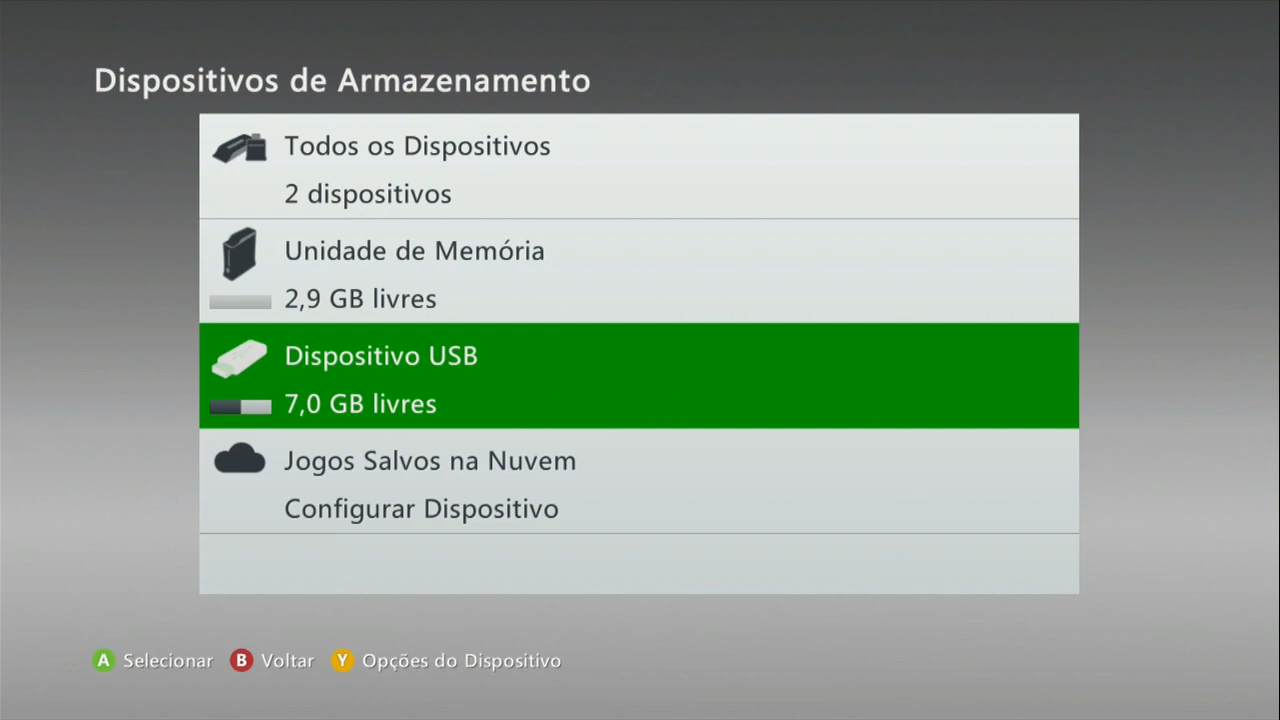 Dispositivos de Armazenamento
Todos os Dispositivos
2 dispositivos
Unidade de Memória
2,9 GB livres
Dispositivo USB
7,0 GB livres
Jogos Salvos na Nuvem
Configurar Dispositivo
A Selecionar B Voltar Y Opções do Dispositivo